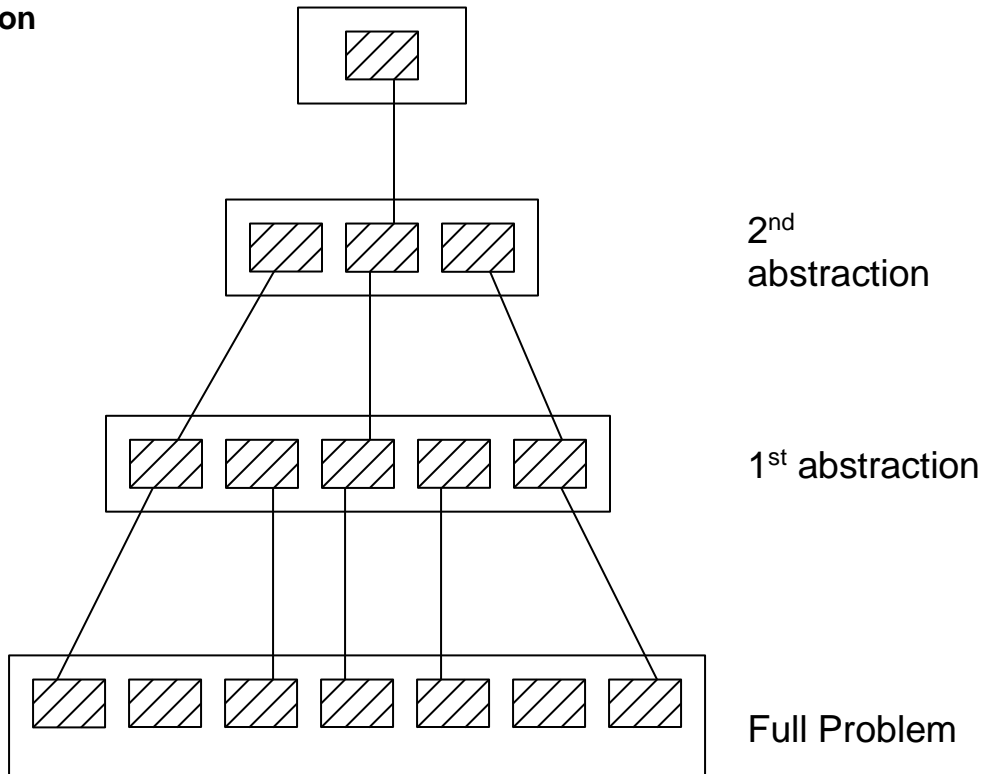 on
2nd
abstraction
1st abstraction
Full Problem